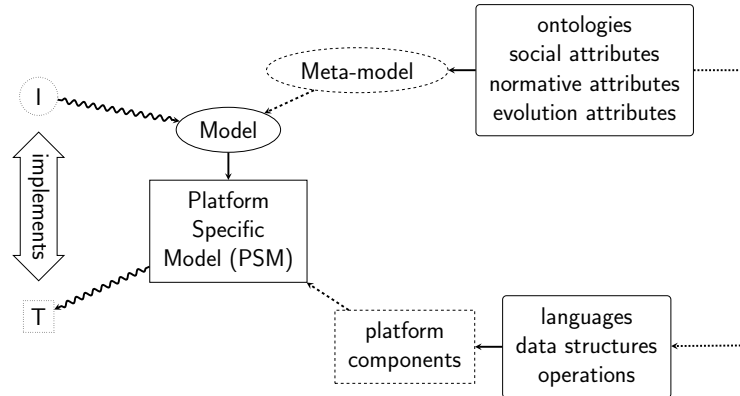 ontologies
social attributes
normative attributes
evolution attributes
Meta-model
I
Model
implements
Platform
Specific
Model (PSM)
T
platform
components
languages
data structures
operations